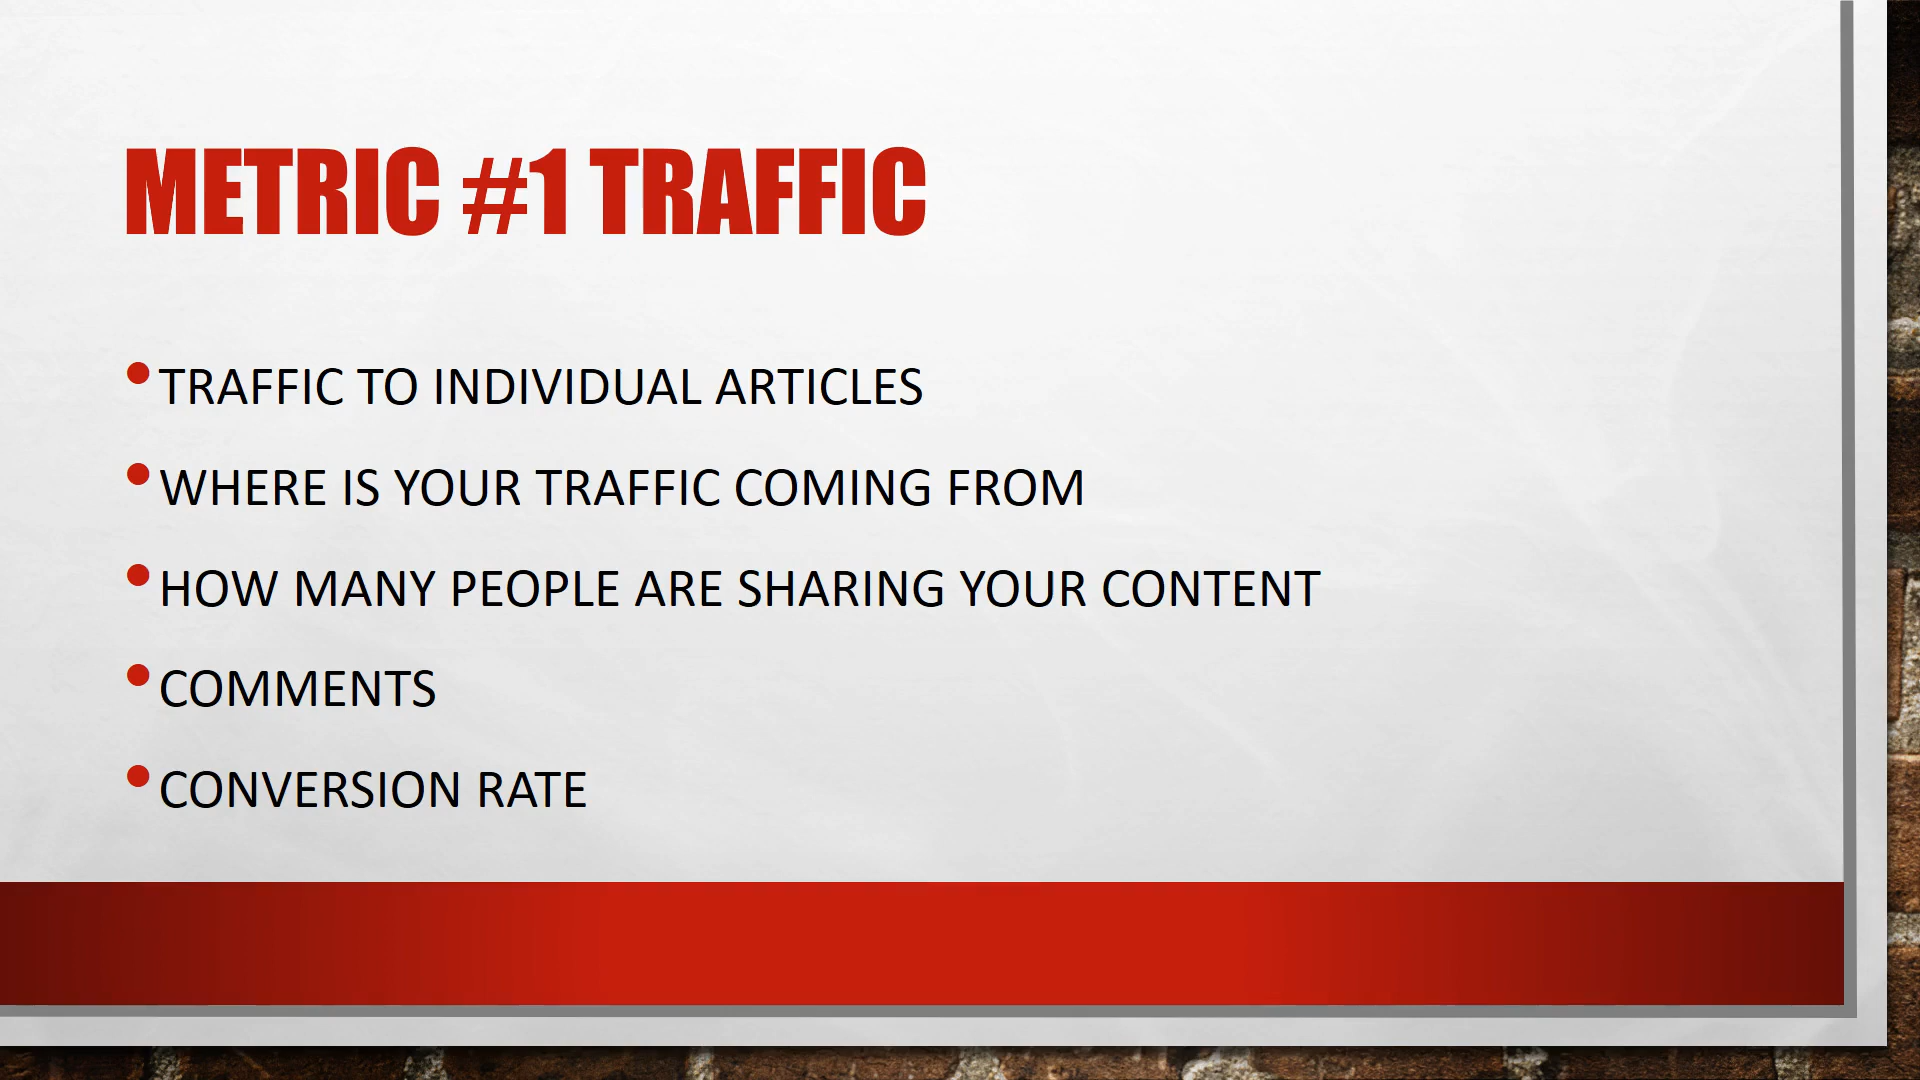 METRIC #1 TRAFFIC
• TRAFFIC TO INDIVIDUAL ARTICLES
• WHERE IS YOUR TRAFFIC COMING FROM
• HOW MANY PEOPLE ARE SHARING YOUR CONTENT
• COMMENTS
• CONVERSION RATE